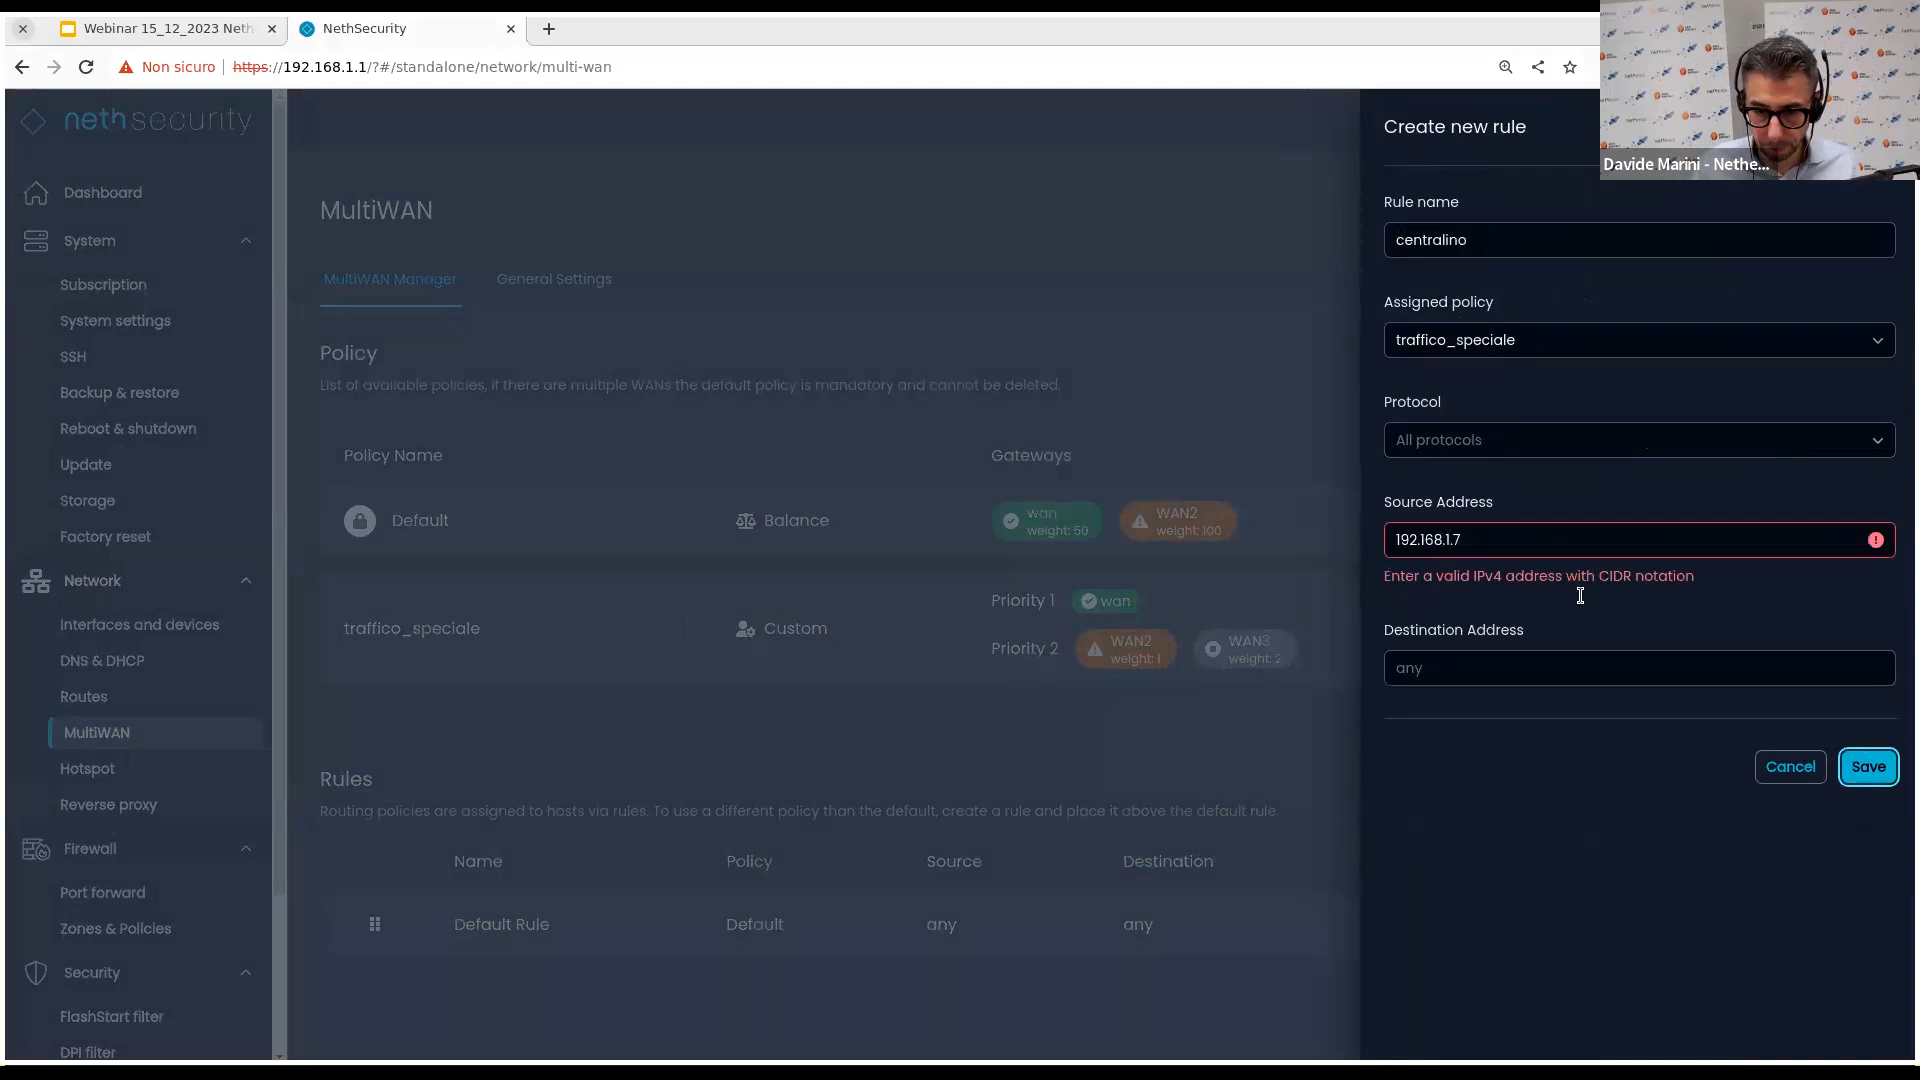 Webinar 15_12_2023 Neth
NethSecurity
Non sicuro
https://192.168.1.1/?#/standalone/network/multi-wan
nethsecurity
Dashboard
System
Subscription
System settings
SSH
Backup & restore
Reboot & shutdown
Update
Storage
Factory reset
Network
Interfaces and devices
DNS & DHCP
Routes
MultiWAN
Hotspot
Reverse proxy
Firewall
Port forward
Zones & Policies
Security
FlashStart filter
DPI filter
MultiWAN
MultiWAN Manager
General Settings
Policy
List of available policies, if there are multiple WANs the default policy is mandatory and cannot be deleted.
Policy Name
Gateways
Default
Balance
wan
weight: 50
WAN2
weight: 100
traffico_speciale
Custom
Priority 1
wan
Priority 2
WAN2
weight: 1
WAN3
weight: 2
Rules
Routing policies are assigned to hosts via rules. To use a different policy than the default, create a rule and place it above the default rule.
Name
Policy
Source
Destination
Default Rule
Default
any
any
Create new rule
Rule name
centralino
Assigned policy
traffico_speciale
Protocol
All protocols
Source Address
192.168.1.7
Enter a valid IPv4 address with CIDR notation
Destination Address
any
Cancel
Save
Davide Marini - Nethe...